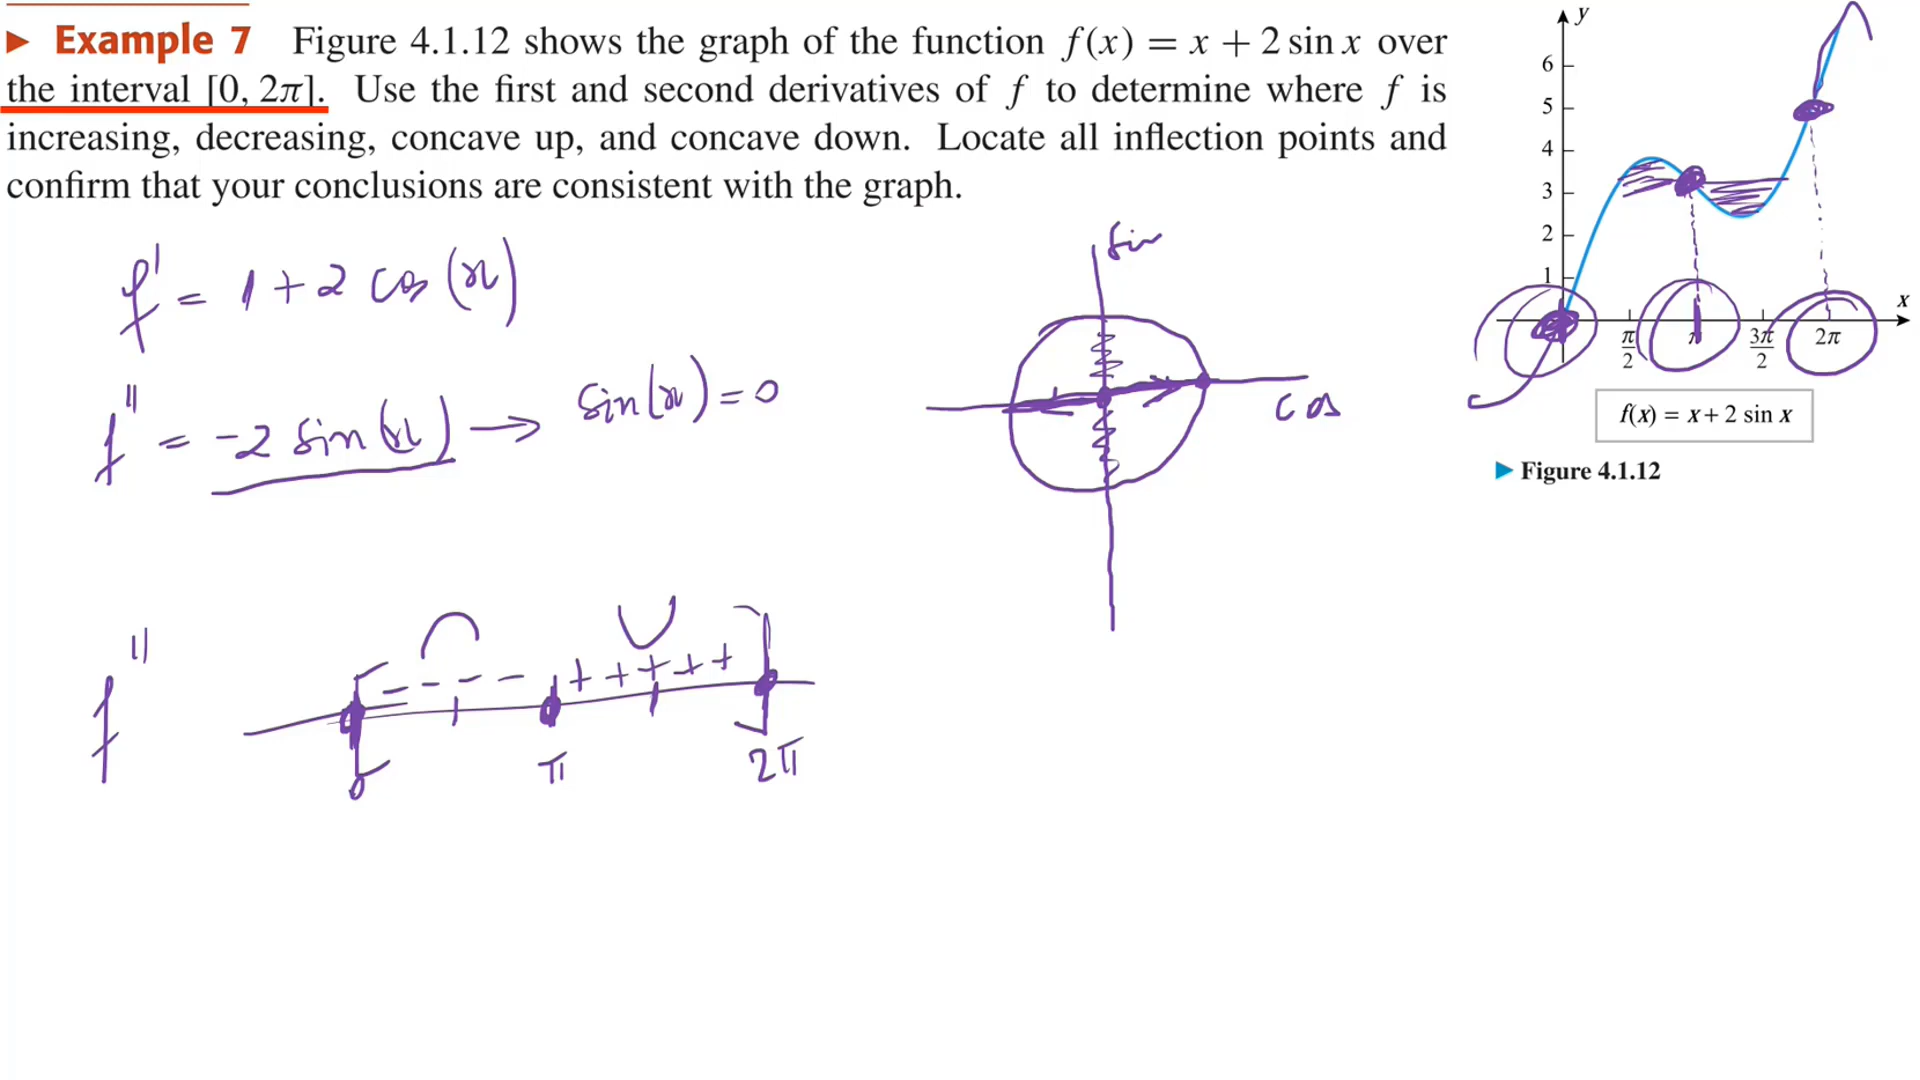 ► Example 7 Figure 4.1.12 shows the graph of the function f(x) = x + 2 sin x over
the interval [0, 2π]. Use the first and second derivatives of f to determine where f is
increasing, decreasing, concave up, and concave down. Locate all inflection points and
confirm that your conclusions are consistent with the graph.
f' = 1 + 2 cos(x)
f'' = -2 sin(x) → sin(x) = 0
sin
cos
f''
[ - - - - + + + + + ]
0 π 2π
y
6
5
4
3
2
1
x
π/2 π 3π/2 2π
f(x) = x + 2 sin x
► Figure 4.1.12